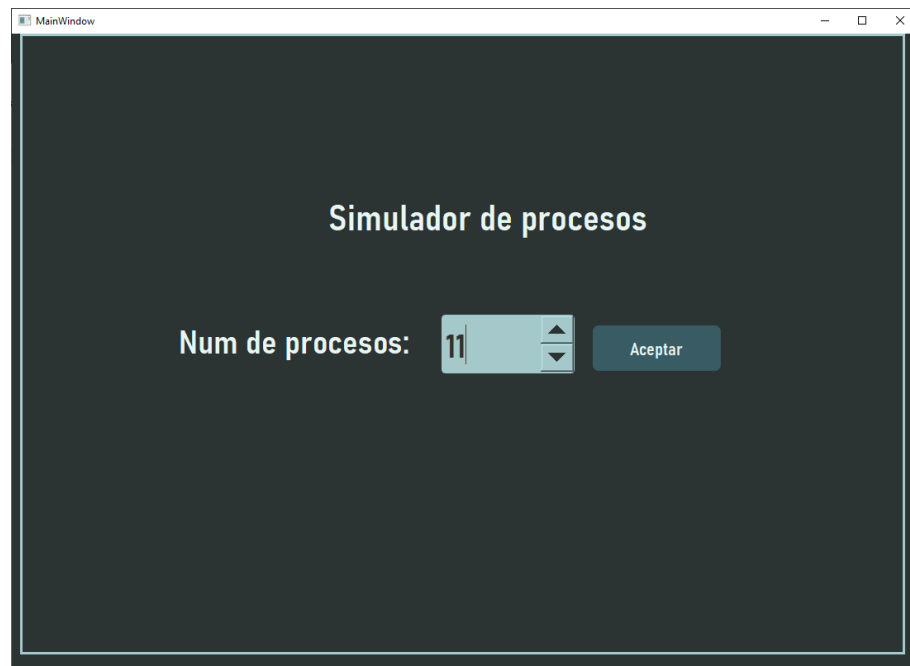 MainWindow
Simulador de procesos
Num de procesos: 11 Aceptar